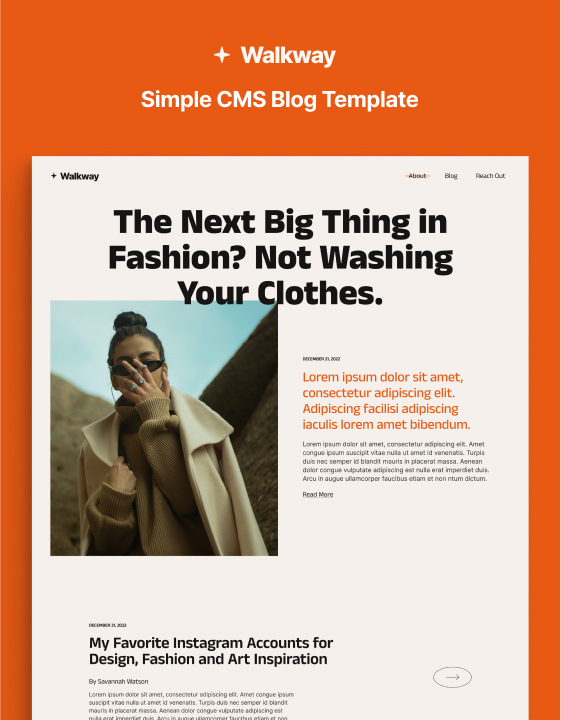 Walkway
Simple CMS Blog Template
Walkway
About Blog Reach Out
The Next Big Thing in
Fashion? Not Washing
Your Clothes.
DECEMBER 21, 2022
Lorem ipsum dolor sit amet,
consectetur adipiscing elit.
Adipiscing facilisi adipiscing
iaculis lorem amet bibendum.
Lorem ipsum dolor sit amet, consectetur adipiscing elit. Amet
congue ipsum suscipit vitae nulla ut amet id venenatis. Turpis
duis nec semper id blandit mauris in placerat massa. Aenean
dolor congue vulputate adipiscing est nulla erat imperdiet duis.
Arcu in augue ullamcorper faucibus etiam et non ntum dictum.
Read More
DECEMBER 21, 2022
My Favorite Instagram Accounts for
Design, Fashion and Art Inspiration
By Savannah Watson
Lorem ipsum dolor sit amet, consectetur adipiscing elit. Amet congue ipsum
suscipit vitae nulla ut amet id venenatis. Turpis duis nec semper id blandit
mauris in placerat massa. Aenean dolor congue vulputate adipiscing est
nulla erat imperdiet duis. Arcu in augue ullamcorper faucibus etiam et non